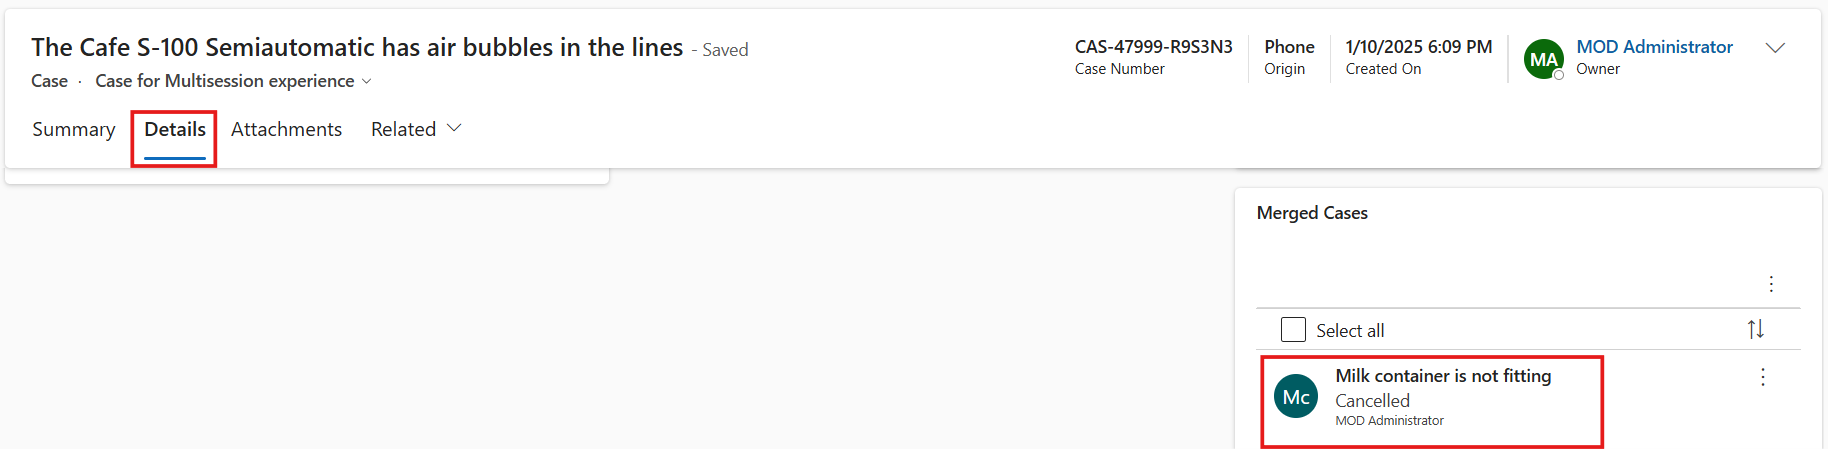 The Cafe S-100 Semiautomatic has air bubbles in the lines - Saved
Case · Case for Multisession experience
CAS-47999-R9S3N3
Case Number
Phone
Origin
1/10/2025 6:09 PM
Created On
MA
MOD Administrator
Owner
Summary Details Attachments Related
Merged Cases
Select all
Mc
Milk container is not fitting
Cancelled
MOD Administrator